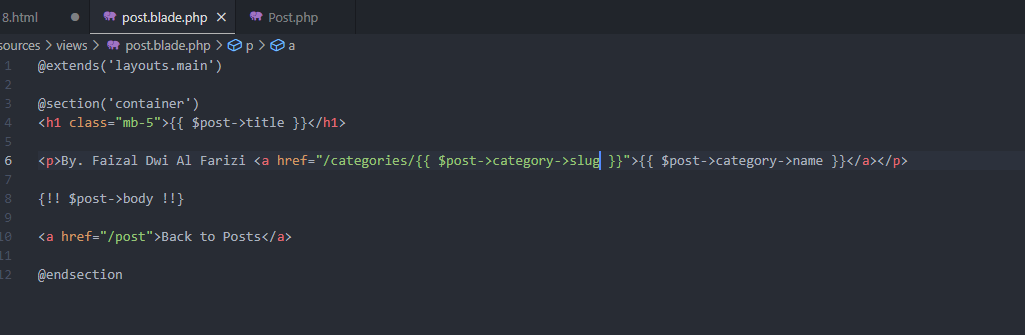 8.html post.blade.php Post.php
sources > views > post.blade.php > p > a
1 @extends('layouts.main')
2
3 @section('container')
4 <h1 class="mb-5">{{ $post->title }}</h1>
5
6 <p>By. Faizal Dwi Al Farizi <a href="/categories/{{ $post->category->slug }}">{{ $post->category->name }}</a></p>
7
8 {!! $post->body !!}
9
10 <a href="/post">Back to Posts</a>
11
12 @endsection